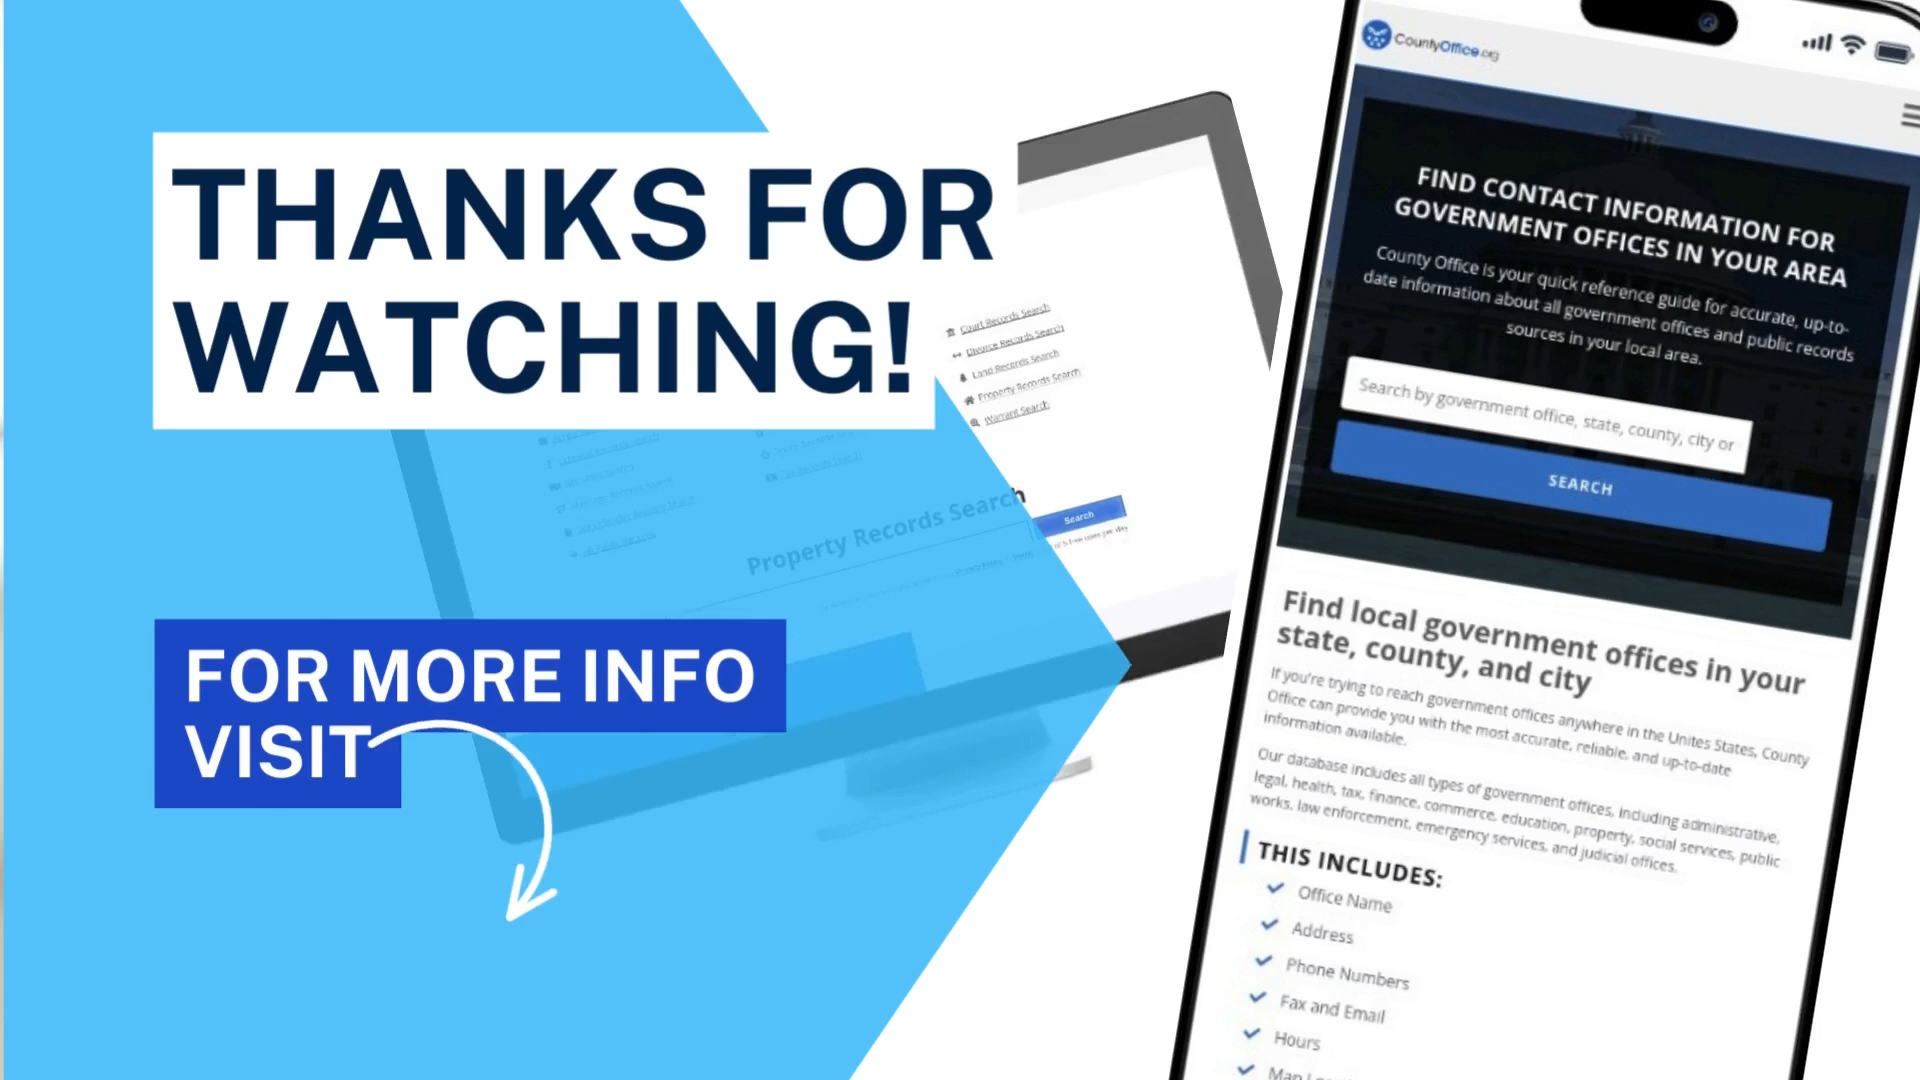 THANKS FOR
WATCHING!
FOR MORE INFO
VISIT
Court Records Search
Divorce Records Search
Land Records Search
Property Records Search
Warrant Search
Property Records Search
Search
CountyOffice.org
FIND CONTACT INFORMATION FOR
GOVERNMENT OFFICES IN YOUR AREA
County Office is your quick reference guide for accurate, up-to-
date information about all government offices and public records
sources in your local area.
Search by government office, state, county, city or
SEARCH
Find local government offices in your
state, county, and city
If you're trying to reach government offices anywhere in the Unites States, County
Office can provide you with the most accurate, reliable, and up-to-date
information available.
Our database includes all types of government offices, including administrative,
legal, health, tax, finance, commerce, education, property, social services, public
works, law enforcement, emergency services, and judicial offices.
THIS INCLUDES:
Office Name
Address
Phone Numbers
Fax and Email
Hours